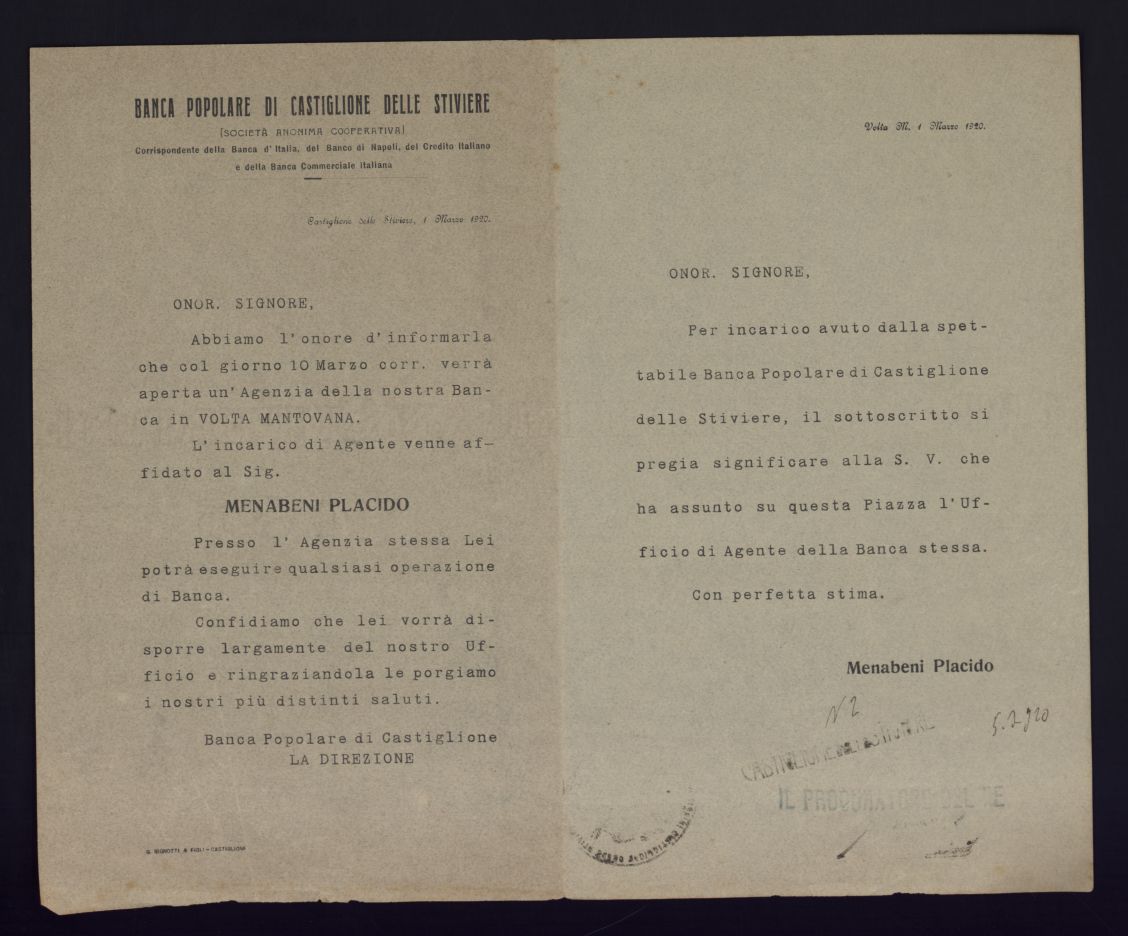 BANCA POPOLARE DI CASTIGLIONE DELLE STIVIERE
(SOCIETÀ ANONIMA COOPERATIVA)
Corrispondente della Banca d'Italia, del Banco di Napoli, del Credito Italiano
e della Banca Commerciale Italiana
Castiglione delle Stiviere, 1 Marzo 1920.
ONOR. SIGNORE,
Abbiamo l'onore d'informarla
che col giorno 10 Marzo corr. verrà
aperta un'Agenzia della nostra Ban-
ca in VOLTA MANTOVANA.
L'incarico di Agente venne af-
fidato al Sig.
MENABENI PLACIDO
Presso l'Agenzia stessa Lei
potrà eseguire qualsiasi operazione
di Banca.
Confidiamo che lei vorrà di-
sporre largamente del nostro Uf-
ficio e ringraziandola le porgiamo
i nostri più distinti saluti.
Banca Popolare di Castiglione
LA DIREZIONE
G. BIGNOTTI & FIGLI - CASTIGLIONE
Volta M. 1 Marzo 1920.
ONOR. SIGNORE,
Per incarico avuto dalla spet-
tabile Banca Popolare di Castiglione
delle Stiviere, il sottoscritto si
pregia significare alla S. V. che
ha assunto su questa Piazza l'Uf-
ficio di Agente della Banca stessa.
Con perfetta stima.
Menabeni Placido
N 2
IL PROCURATORE DEL RE